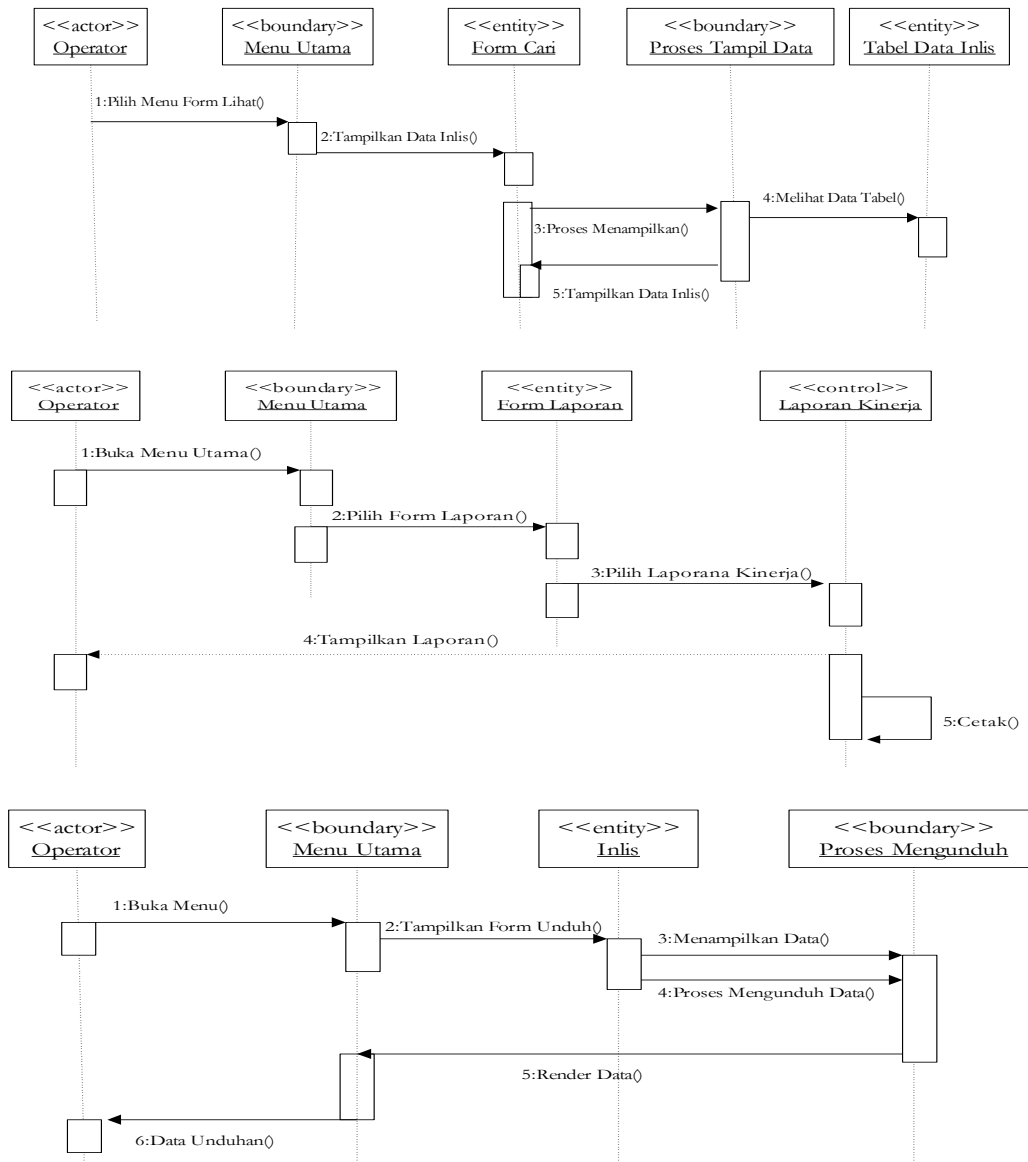 <<actor>>
Operator
<<boundary>>
Menu Utama
<<entity>>
Form Cari
<<boundary>>
Proses Tampil Data
<<entity>>
Tabel Data Inlis
1:Pilih Menu Form Lihat()
2:Tampilkan Data Inlis()
4:Melihat Data Tabel()
3:Proses Menampilkan()
5:Tampilkan Data Inlis()
<<actor>>
Operator
<<boundary>>
Menu Utama
<<entity>>
Form Laporan
<<control>>
Laporan Kinerja
1:Buka Menu Utama()
2:Pilih Form Laporan()
3:Pilih Laporana Kinerja()
4:Tampilkan Laporan()
5:Cetak()
<<actor>>
Operator
<<boundary>>
Menu Utama
<<entity>>
Inlis
<<boundary>>
Proses Mengunduh
1:Buka Menu()
2:Tampilkan Form Unduh()
3:Menampilkan Data()
4:Proses Mengunduh Data()
5:Render Data()
6:Data Unduhan()